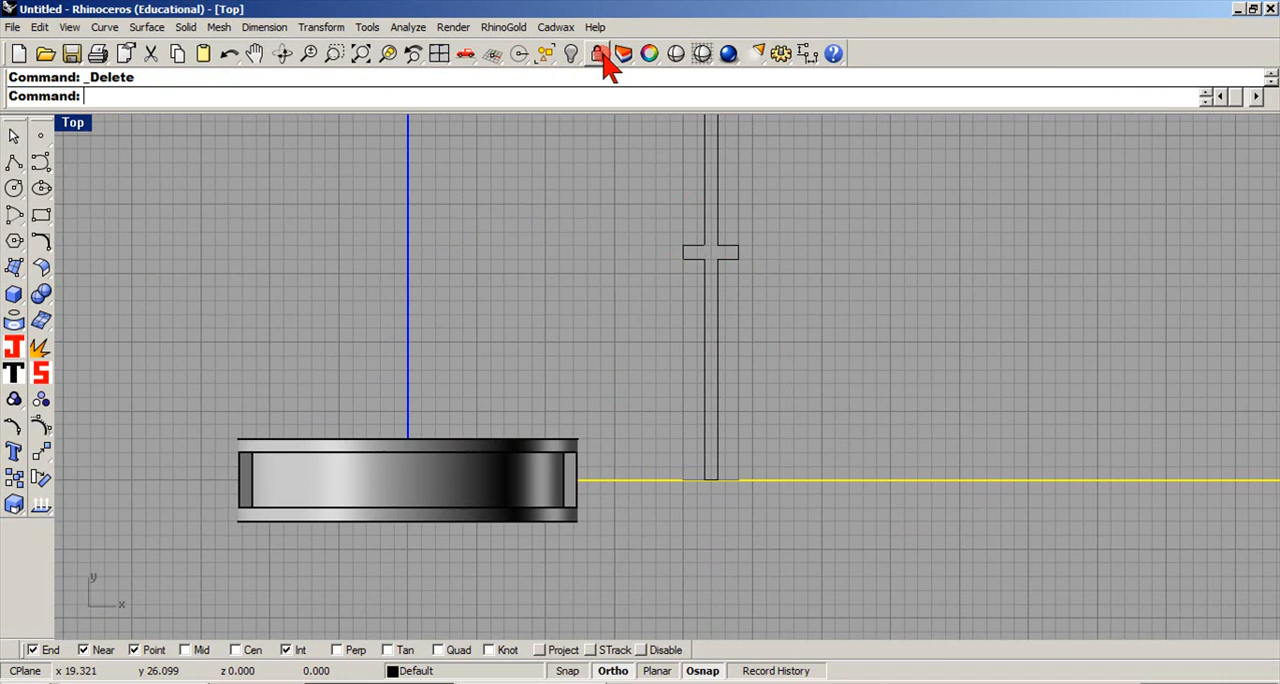 Untitled - Rhinoceros (Educational) - [Top]
File Edit View Curve Surface Solid Mesh Dimension Transform Tools Analyze Render RhinoGold Cadwax Help
Command: _Delete
Command:
Top
J
T S
T
y
x
End Near Point Mid Cen Int Perp Tan Quad Knot Project STrack Disable
CPlane x 19.321 y 26.099 z 0.000 0.000 Default Snap Ortho Planar Osnap Record History